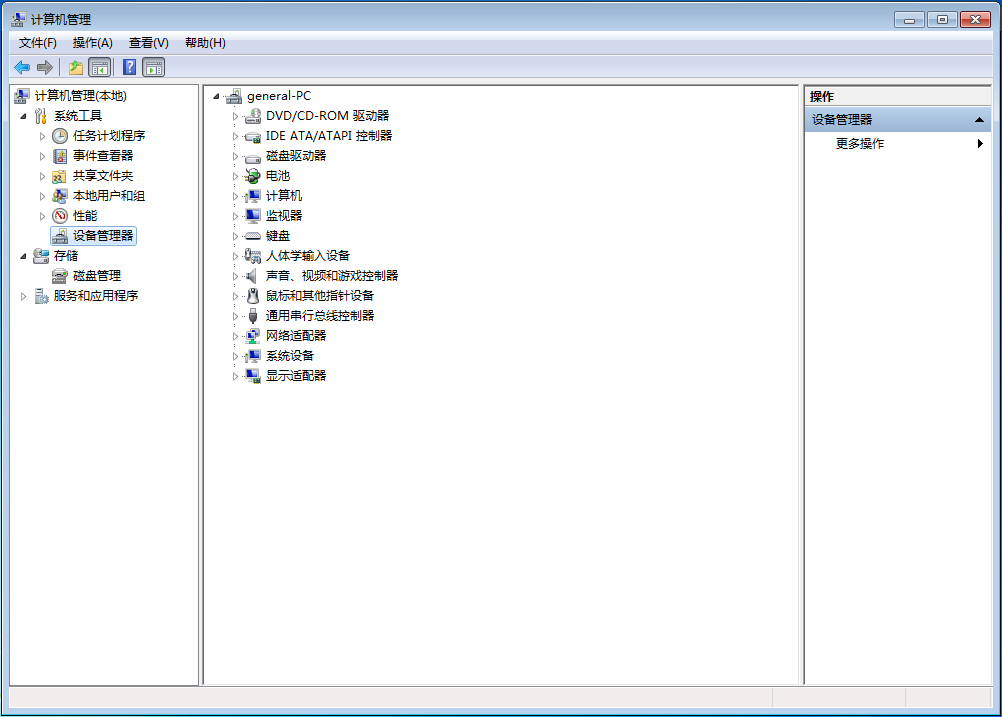 计算机管理
文件(F) 操作(A) 查看(V) 帮助(H)
计算机管理(本地)
系统工具
任务计划程序
事件查看器
共享文件夹
本地用户和组
性能
设备管理器
存储
磁盘管理
服务和应用程序
general-PC
DVD/CD-ROM 驱动器
IDE ATA/ATAPI 控制器
磁盘驱动器
电池
计算机
监视器
键盘
人体学输入设备
声音、视频和游戏控制器
鼠标和其他指针设备
通用串行总线控制器
网络适配器
系统设备
显示适配器
操作
设备管理器
更多操作